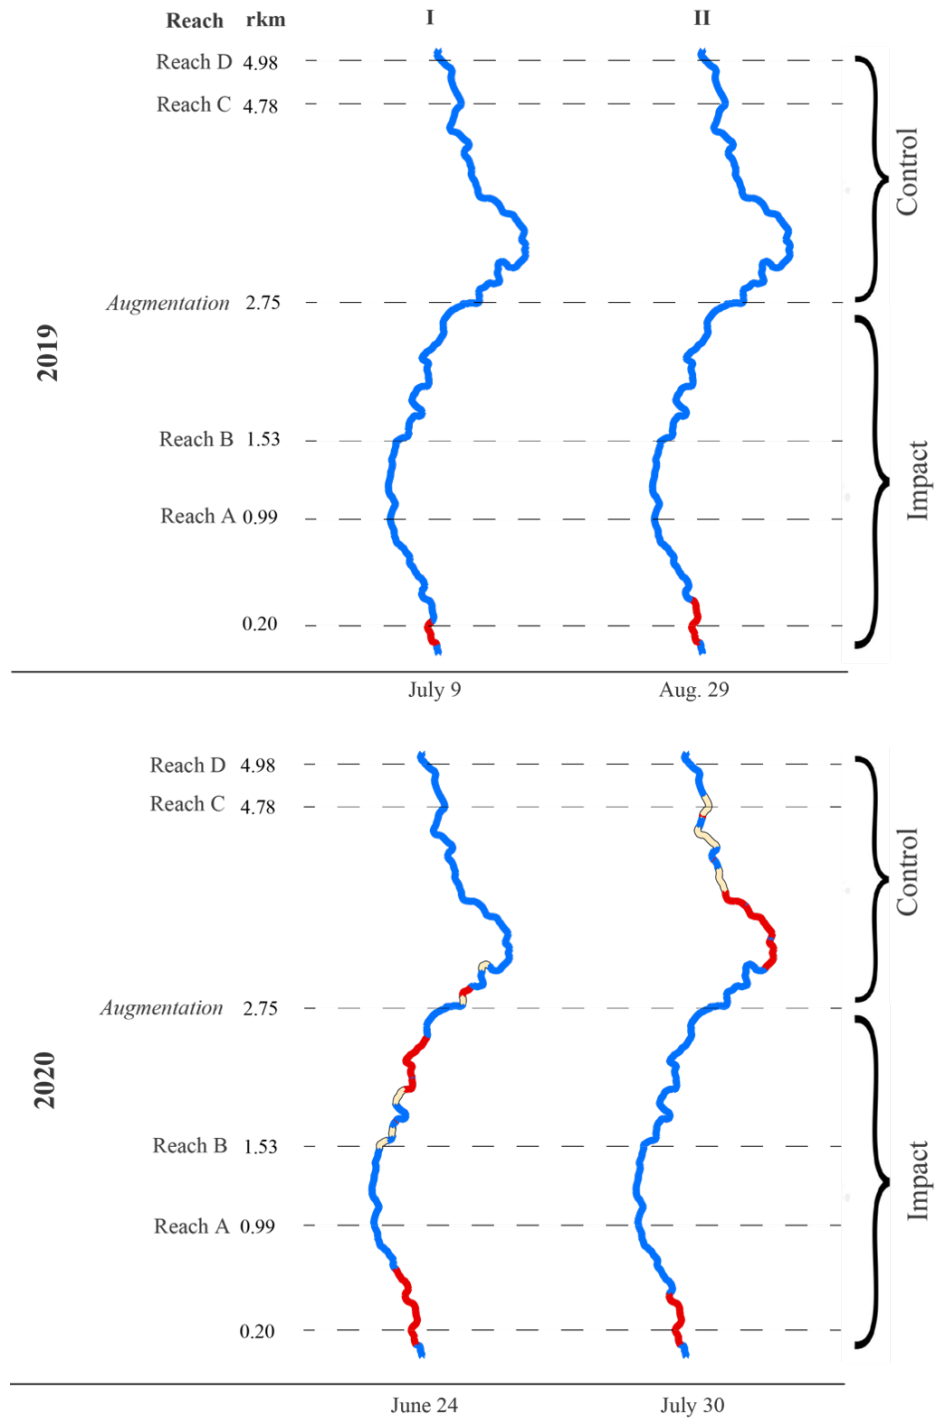 Reach rkm I II
Reach D 4.98
Reach C 4.78
Control
Augmentation 2.75
2019
Reach B 1.53
Impact
Reach A 0.99
0.20
July 9 Aug. 29
Reach D 4.98
Reach C 4.78
Control
Augmentation 2.75
2020
Reach B 1.53
Impact
Reach A 0.99
0.20
June 24 July 30